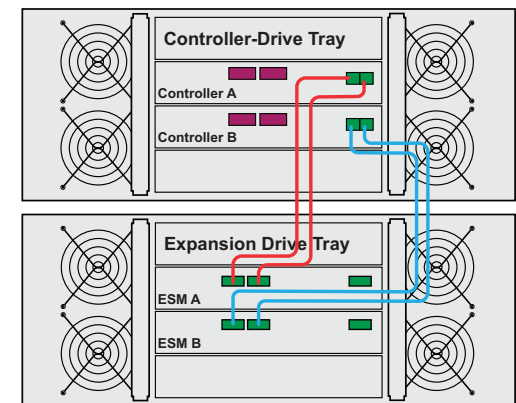 Controller-Drive Tray
Controller A
Controller B
Expansion Drive Tray
ESM A
ESM B